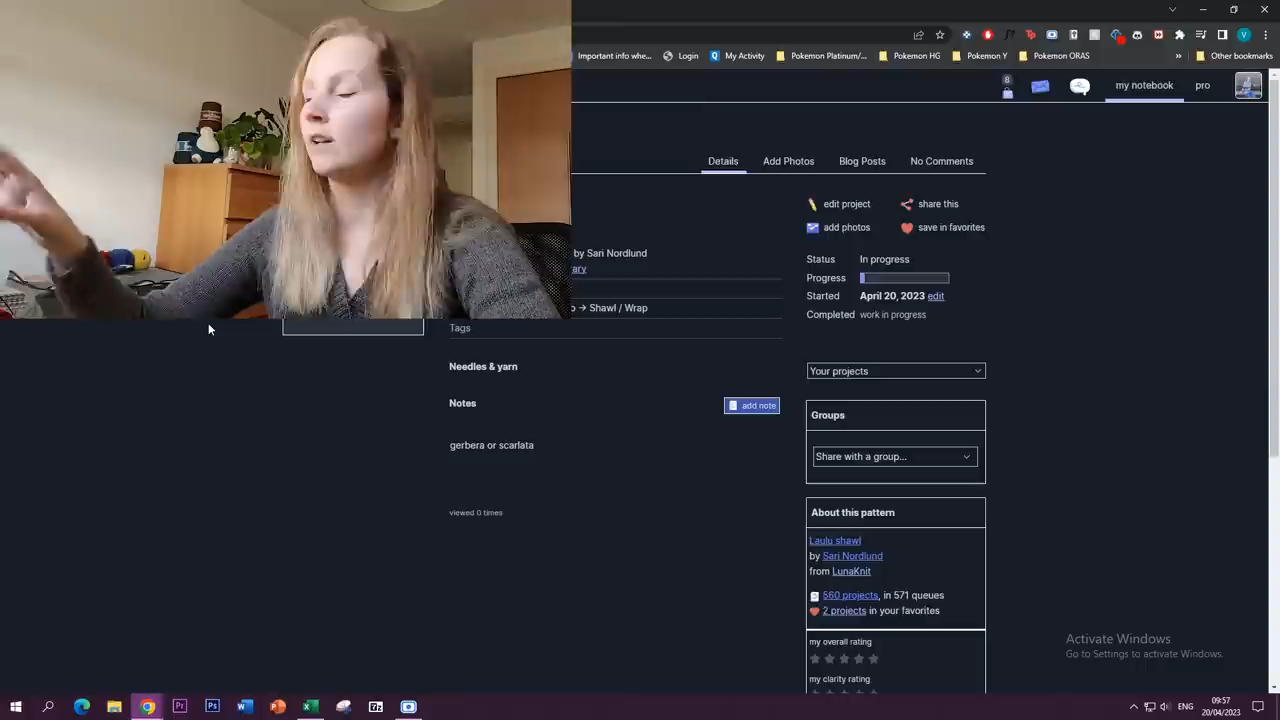 Important info whe...
Login
My Activity
Pokemon Platinum/...
Pokemon HG
Pokemon Y
Pokemon ORAS
»
Other bookmarks
8
my notebook
pro
Details
Add Photos
Blog Posts
No Comments
edit project
share this
add photos
save in favorites
by Sari Nordlund
ary
Status In progress
Progress
Started April 20, 2023 edit
Completed work in progress
→ Shawl / Wrap
Tags
Needles & yarn
Your projects
Notes
add note
Groups
gerbera or scarlata
Share with a group...
viewed 0 times
About this pattern
Laulu shawl
by Sari Nordlund
from LunaKnit
560 projects, in 571 queues
2 projects in your favorites
my overall rating
my clarity rating
Activate Windows
Go to Settings to activate Windows.
ENG
09:57
20/04/2023